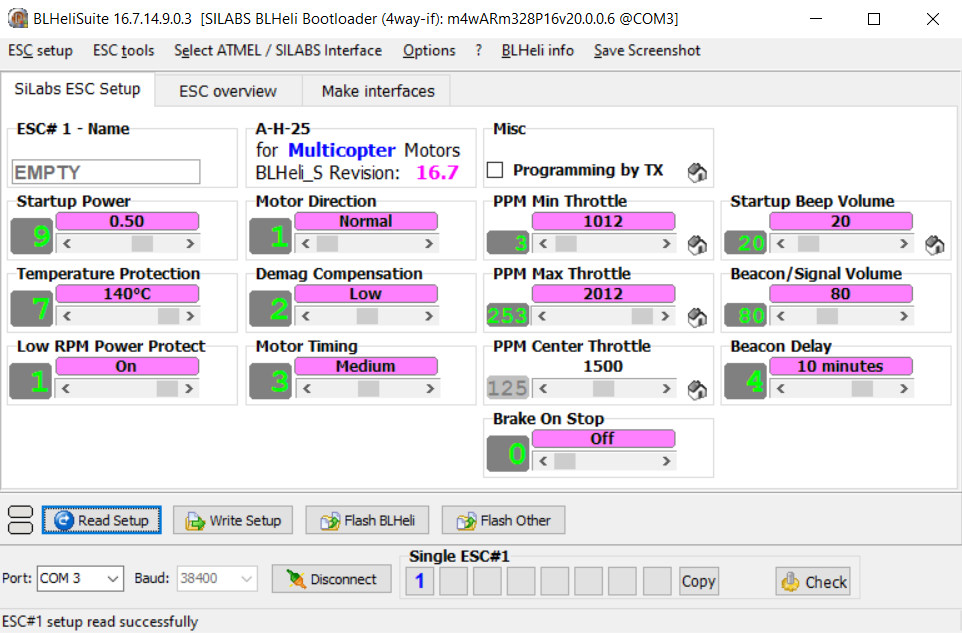 BLHeliSuite 16.7.14.9.0.3 [SILABS BLHeli Bootloader (4way-if): m4wARm328P16v20.0.0.6 @COM3]
ESC setup ESC tools Select ATMEL / SILABS Interface Options ? BLHeli info Save Screenshot
SiLabs ESC Setup ESC overview Make interfaces
ESC# 1 - Name
EMPTY
A-H-25
for Multicopter Motors
BLHeli_S Revision: 16.7
Misc
Programming by TX
Startup Power
0.50
9
Motor Direction
Normal
1
PPM Min Throttle
1012
3
Startup Beep Volume
20
20
Temperature Protection
140°C
7
Demag Compensation
Low
2
PPM Max Throttle
2012
253
Beacon/Signal Volume
80
80
Low RPM Power Protect
On
1
Motor Timing
Medium
3
PPM Center Throttle
1500
125
Beacon Delay
10 minutes
4
Brake On Stop
Off
0
Read Setup Write Setup Flash BLHeli Flash Other
Single ESC#1
Port: COM 3 Baud: 38400 Disconnect 1 Copy Check
ESC#1 setup read successfully